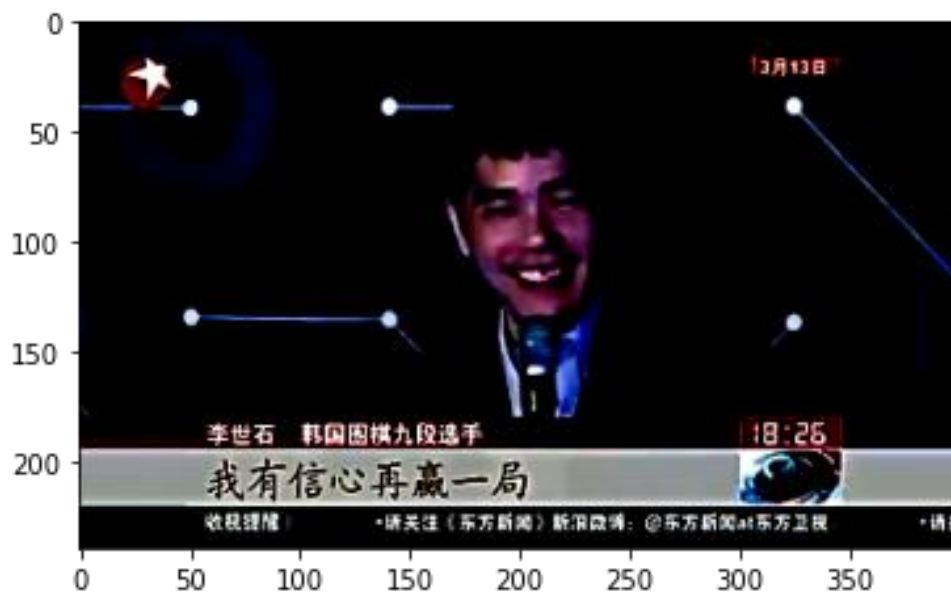 0
50
100
150
200
3月13日
李世石 韩国围棋九段选手
18:26
我有信心再赢一局
收视提醒:
•请关注《东方新闻》新浪微博：@东方新闻at东方卫视 •请
0 50 100 150 200 250 300 350